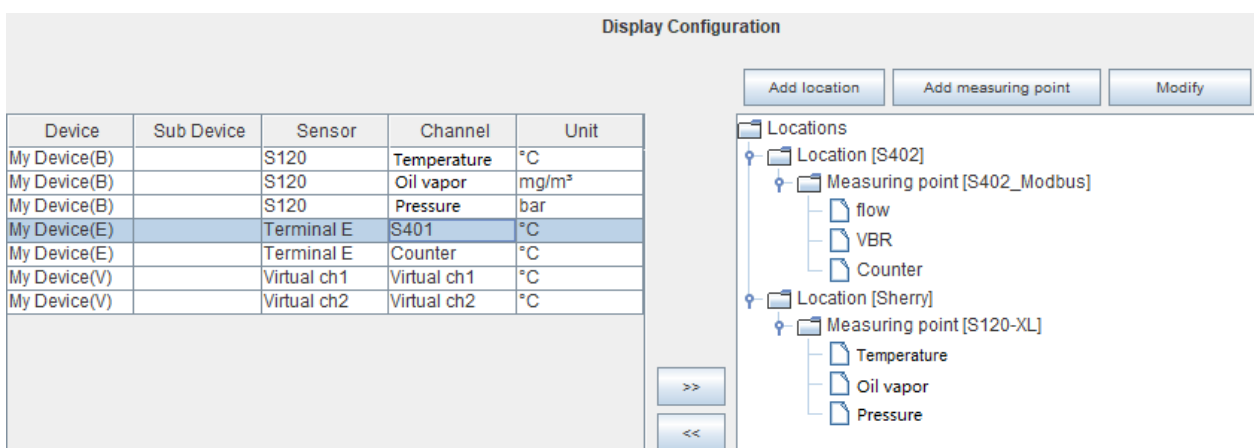 Display Configuration
Add location Add measuring point Modify
Device Sub Device Sensor Channel Unit
My Device(B) S120 Temperature °C
My Device(B) S120 Oil vapor mg/m³
My Device(B) S120 Pressure bar
My Device(E) Terminal E S401 °C
My Device(E) Terminal E Counter °C
My Device(V) Virtual ch1 Virtual ch1 °C
My Device(V) Virtual ch2 Virtual ch2 °C
>>
<<
Locations
Location [S402]
Measuring point [S402_Modbus]
flow
VBR
Counter
Location [Sherry]
Measuring point [S120-XL]
Temperature
Oil vapor
Pressure